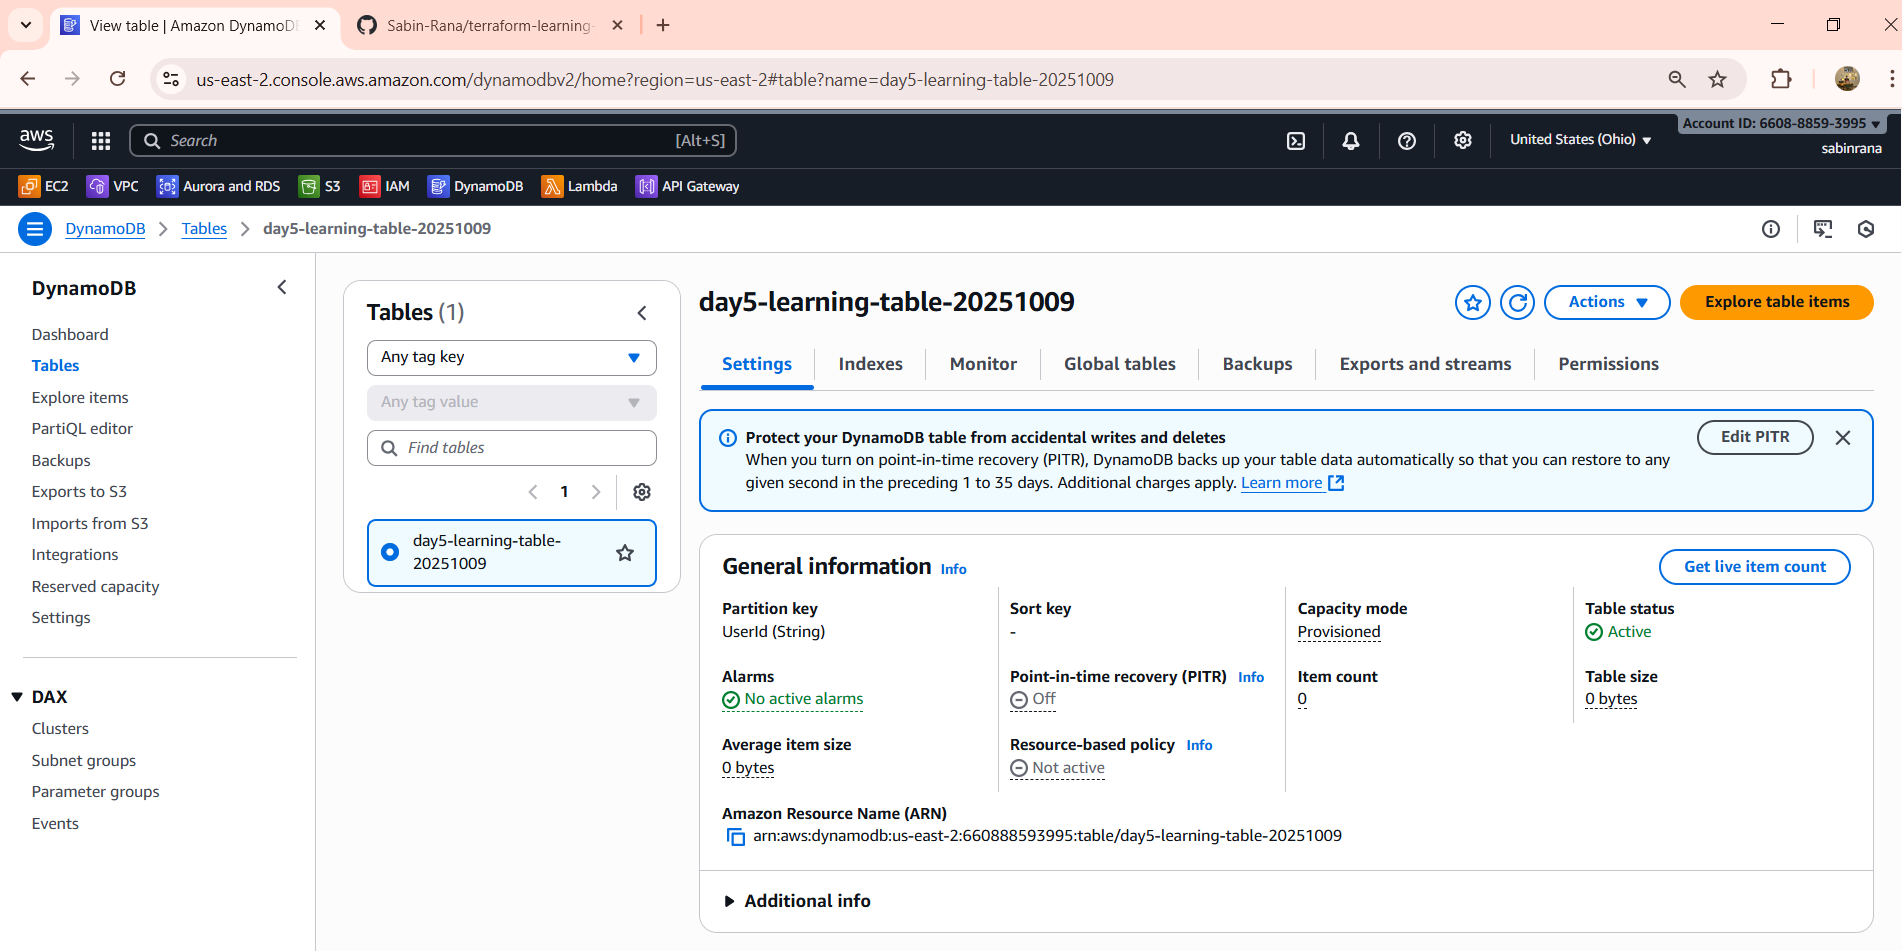 View table | Amazon DynamoDB
Sabin-Rana/terraform-learning-
us-east-2.console.aws.amazon.com/dynamodbv2/home?region=us-east-2#table?name=day5-learning-table-20251009
aws
Search
[Alt+S]
United States (Ohio)
Account ID: 6608-8859-3995
sabinrana
EC2
VPC
Aurora and RDS
S3
IAM
DynamoDB
Lambda
API Gateway
DynamoDB
Tables
day5-learning-table-20251009
DynamoDB
Dashboard
Tables
Explore items
PartiQL editor
Backups
Exports to S3
Imports from S3
Integrations
Reserved capacity
Settings
DAX
Clusters
Subnet groups
Parameter groups
Events
Tables (1)
Any tag key
Any tag value
Find tables
1
day5-learning-table-
20251009
day5-learning-table-20251009
Actions
Explore table items
Settings
Indexes
Monitor
Global tables
Backups
Exports and streams
Permissions
Protect your DynamoDB table from accidental writes and deletes
When you turn on point-in-time recovery (PITR), DynamoDB backs up your table data automatically so that you can restore to any
given second in the preceding 1 to 35 days. Additional charges apply. Learn more
Edit PITR
General information Info
Get live item count
Partition key
UserId (String)
Sort key
-
Capacity mode
Provisioned
Table status
Active
Alarms
No active alarms
Point-in-time recovery (PITR) Info
Off
Item count
0
Table size
0 bytes
Average item size
0 bytes
Resource-based policy Info
Not active
Amazon Resource Name (ARN)
arn:aws:dynamodb:us-east-2:660888593995:table/day5-learning-table-20251009
Additional info